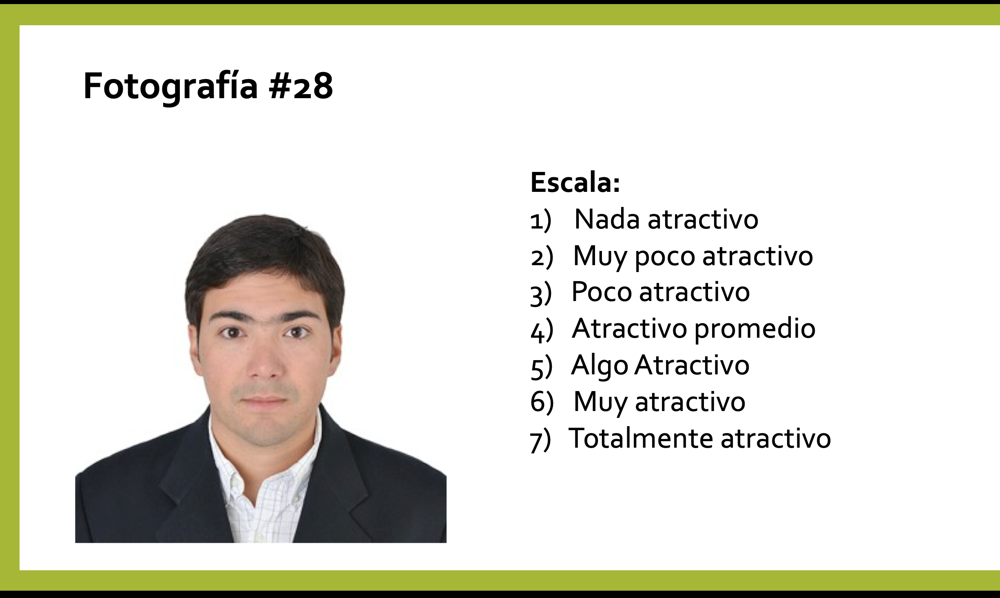 Fotografía #28
Escala:
1) Nada atractivo
2) Muy poco atractivo
3) Poco atractivo
4) Atractivo promedio
5) Algo Atractivo
6) Muy atractivo
7) Totalmente atractivo